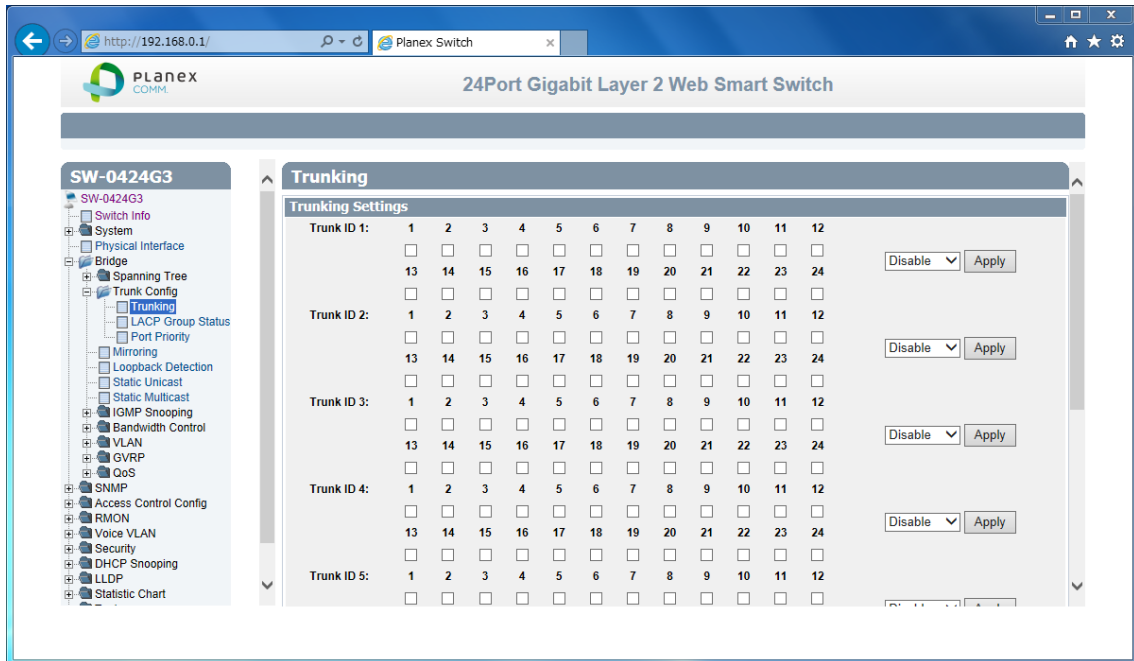 http://192.168.0.1/
Planex Switch
PLANEX
COMM.
24Port Gigabit Layer 2 Web Smart Switch
SW-0424G3
SW-0424G3
Switch Info
System
Physical Interface
Bridge
Spanning Tree
Trunk Config
Trunking
LACP Group Status
Port Priority
Mirroring
Loopback Detection
Static Unicast
Static Multicast
IGMP Snooping
Bandwidth Control
VLAN
GVRP
QoS
SNMP
Access Control Config
RMON
Voice VLAN
Security
DHCP Snooping
LLDP
Statistic Chart
Trunking
Trunking Settings
Trunk ID 1: 1 2 3 4 5 6 7 8 9 10 11 12
Disable Apply
13 14 15 16 17 18 19 20 21 22 23 24
Trunk ID 2: 1 2 3 4 5 6 7 8 9 10 11 12
Disable Apply
13 14 15 16 17 18 19 20 21 22 23 24
Trunk ID 3: 1 2 3 4 5 6 7 8 9 10 11 12
Disable Apply
13 14 15 16 17 18 19 20 21 22 23 24
Trunk ID 4: 1 2 3 4 5 6 7 8 9 10 11 12
Disable Apply
13 14 15 16 17 18 19 20 21 22 23 24
Trunk ID 5: 1 2 3 4 5 6 7 8 9 10 11 12